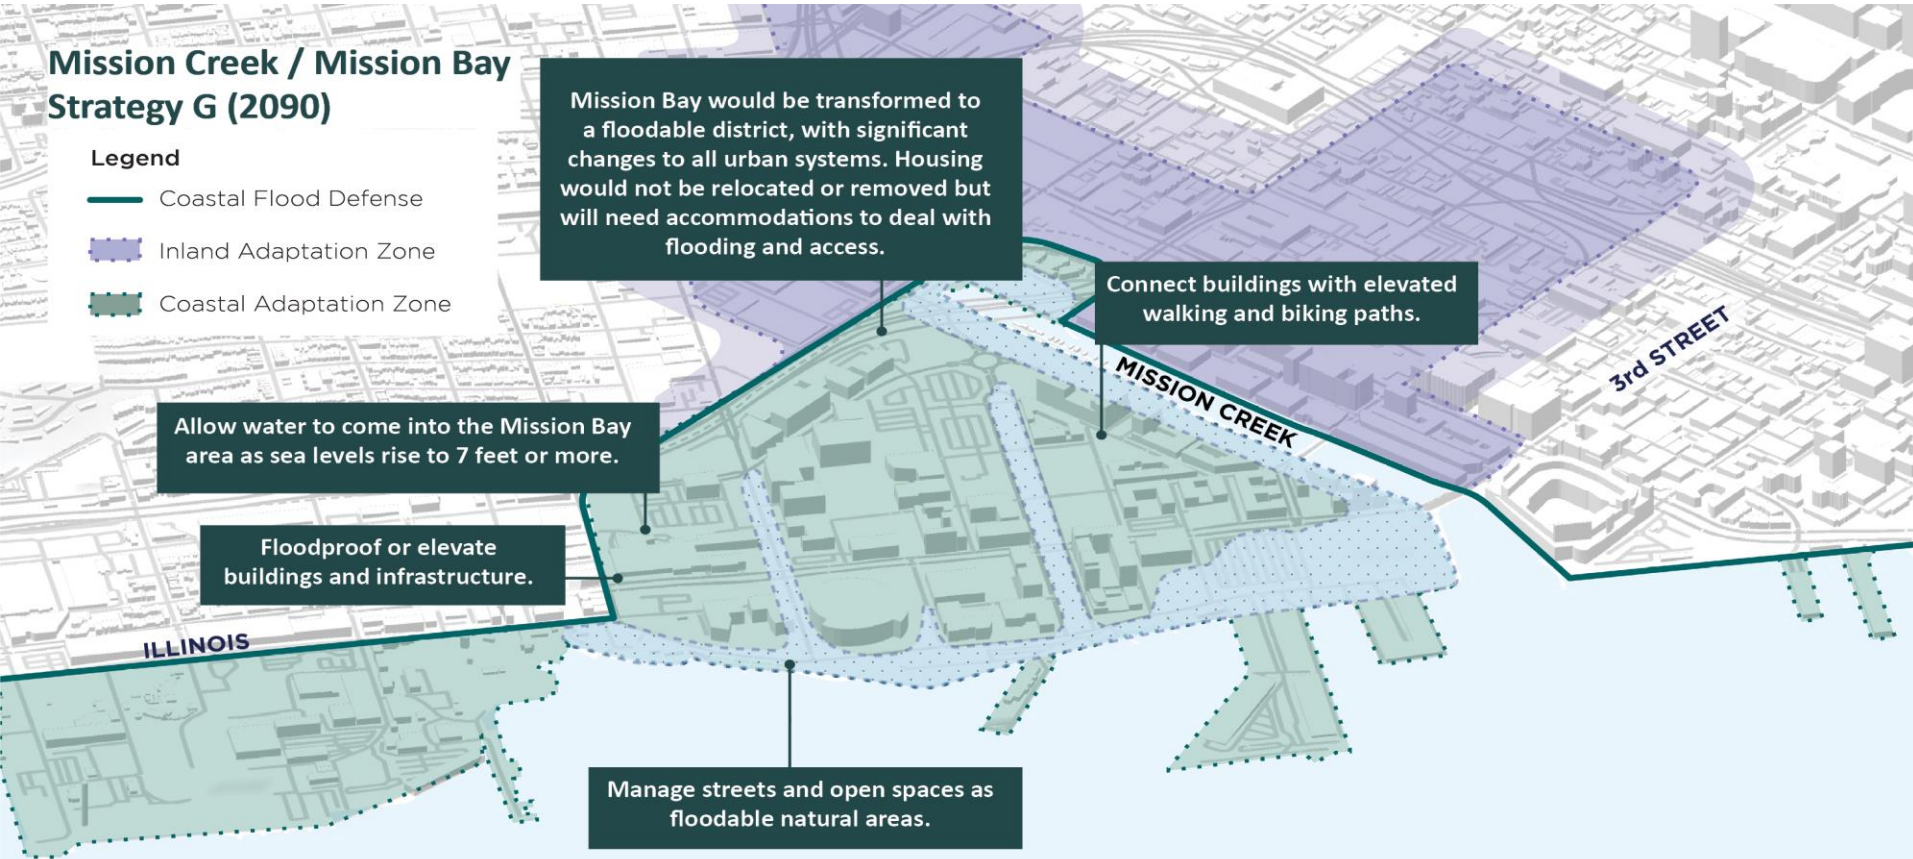 Mission Creek / Mission Bay
Strategy G (2090)
Legend
Coastal Flood Defense
Inland Adaptation Zone
Coastal Adaptation Zone
Mission Bay would be transformed to
a floodable district, with significant
changes to all urban systems. Housing
would not be relocated or removed but
will need accommodations to deal with
flooding and access.
Connect buildings with elevated
walking and biking paths.
3rd STREET
MISSION CREEK
Allow water to come into the Mission Bay
area as sea levels rise to 7 feet or more.
Floodproof or elevate
buildings and infrastructure.
ILLINOIS
Manage streets and open spaces as
floodable natural areas.